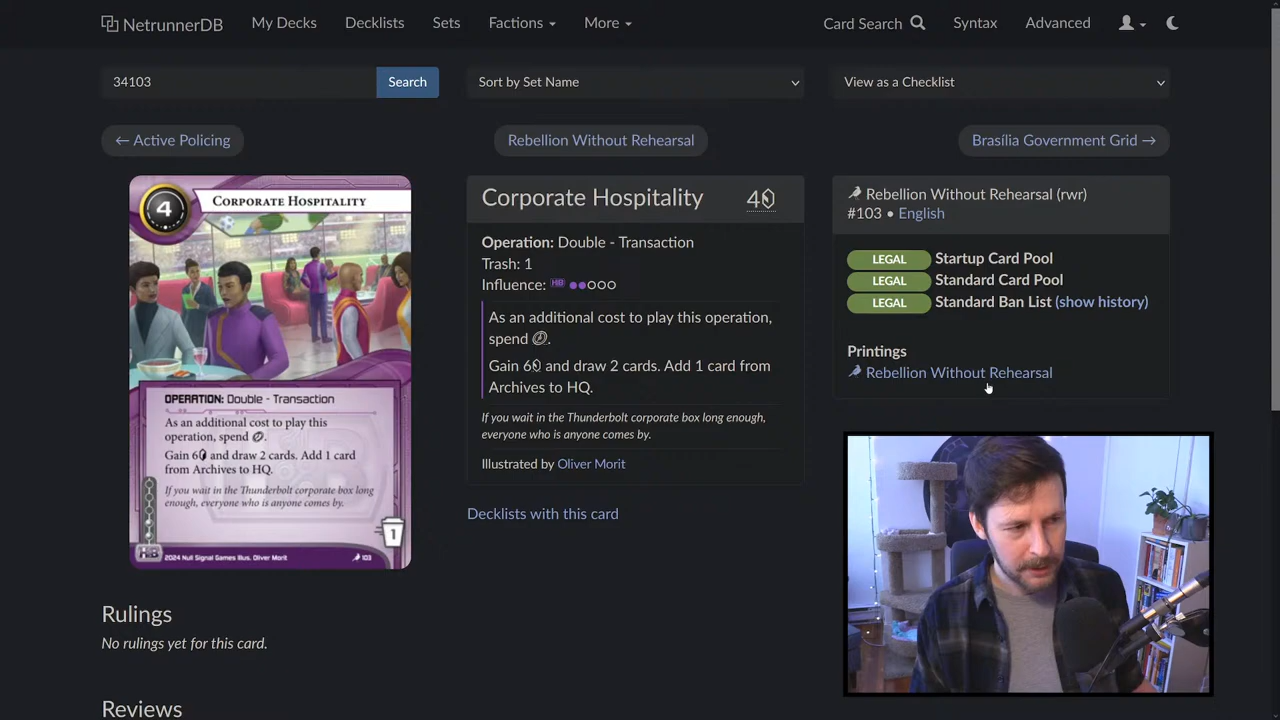 NetrunnerDB My Decks Decklists Sets Factions More Card Search Syntax Advanced
34103 Search Sort by Set Name View as a Checklist
← Active Policing Rebellion Without Rehearsal Brasília Government Grid →
4 CORPORATE HOSPITALITY
OPERATION: Double - Transaction
As an additional cost to play this
operation, spend
Gain 6 and draw 2 cards. Add 1 card
from Archives to HQ.
If you wait in the Thunderbolt corporate box long
enough, everyone who is anyone comes by.
1
H-B 2024 Null Signal Games Illus. Oliver Morit 103
Corporate Hospitality 4
Operation: Double - Transaction
Trash: 1
Influence: HB
As an additional cost to play this operation,
spend .
Gain 6 and draw 2 cards. Add 1 card from
Archives to HQ.
If you wait in the Thunderbolt corporate box long enough,
everyone who is anyone comes by.
Illustrated by Oliver Morit
Decklists with this card
Rebellion Without Rehearsal (rwr)
#103 • English
LEGAL Startup Card Pool
LEGAL Standard Card Pool
LEGAL Standard Ban List (show history)
Printings
Rebellion Without Rehearsal
Rulings
No rulings yet for this card.
Reviews